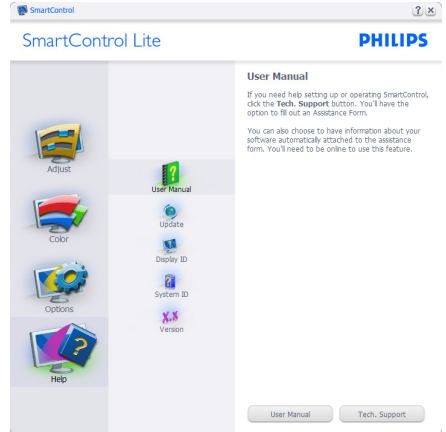 SmartControl
SmartControl Lite
PHILIPS
Adjust
Color
Options
Help
User Manual
Update
Display ID
System ID
X.X
Version
User Manual
If you need help setting up or operating SmartControl,
click the Tech. Support button. You'll have the
option to fill out an Assistance Form.
You can also choose to have information about your
software automatically attached to the assistance
form. You'll need to be online to use this feature.
User Manual
Tech. Support